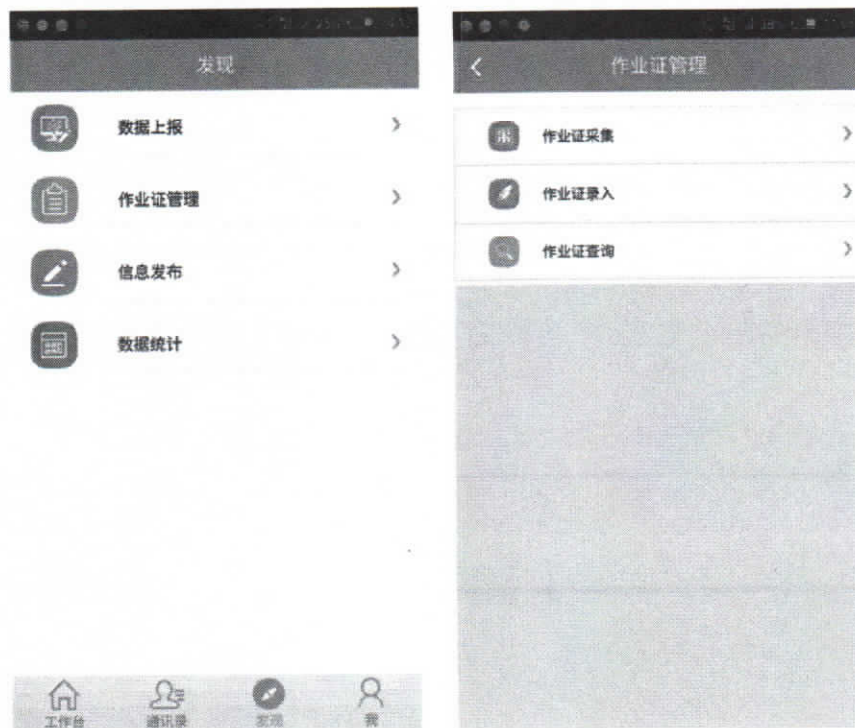 发现
数据上报
作业证管理
信息发布
数据统计
工作台
通讯录
发现
我
作业证管理
作业证采集
作业证录入
作业证查询